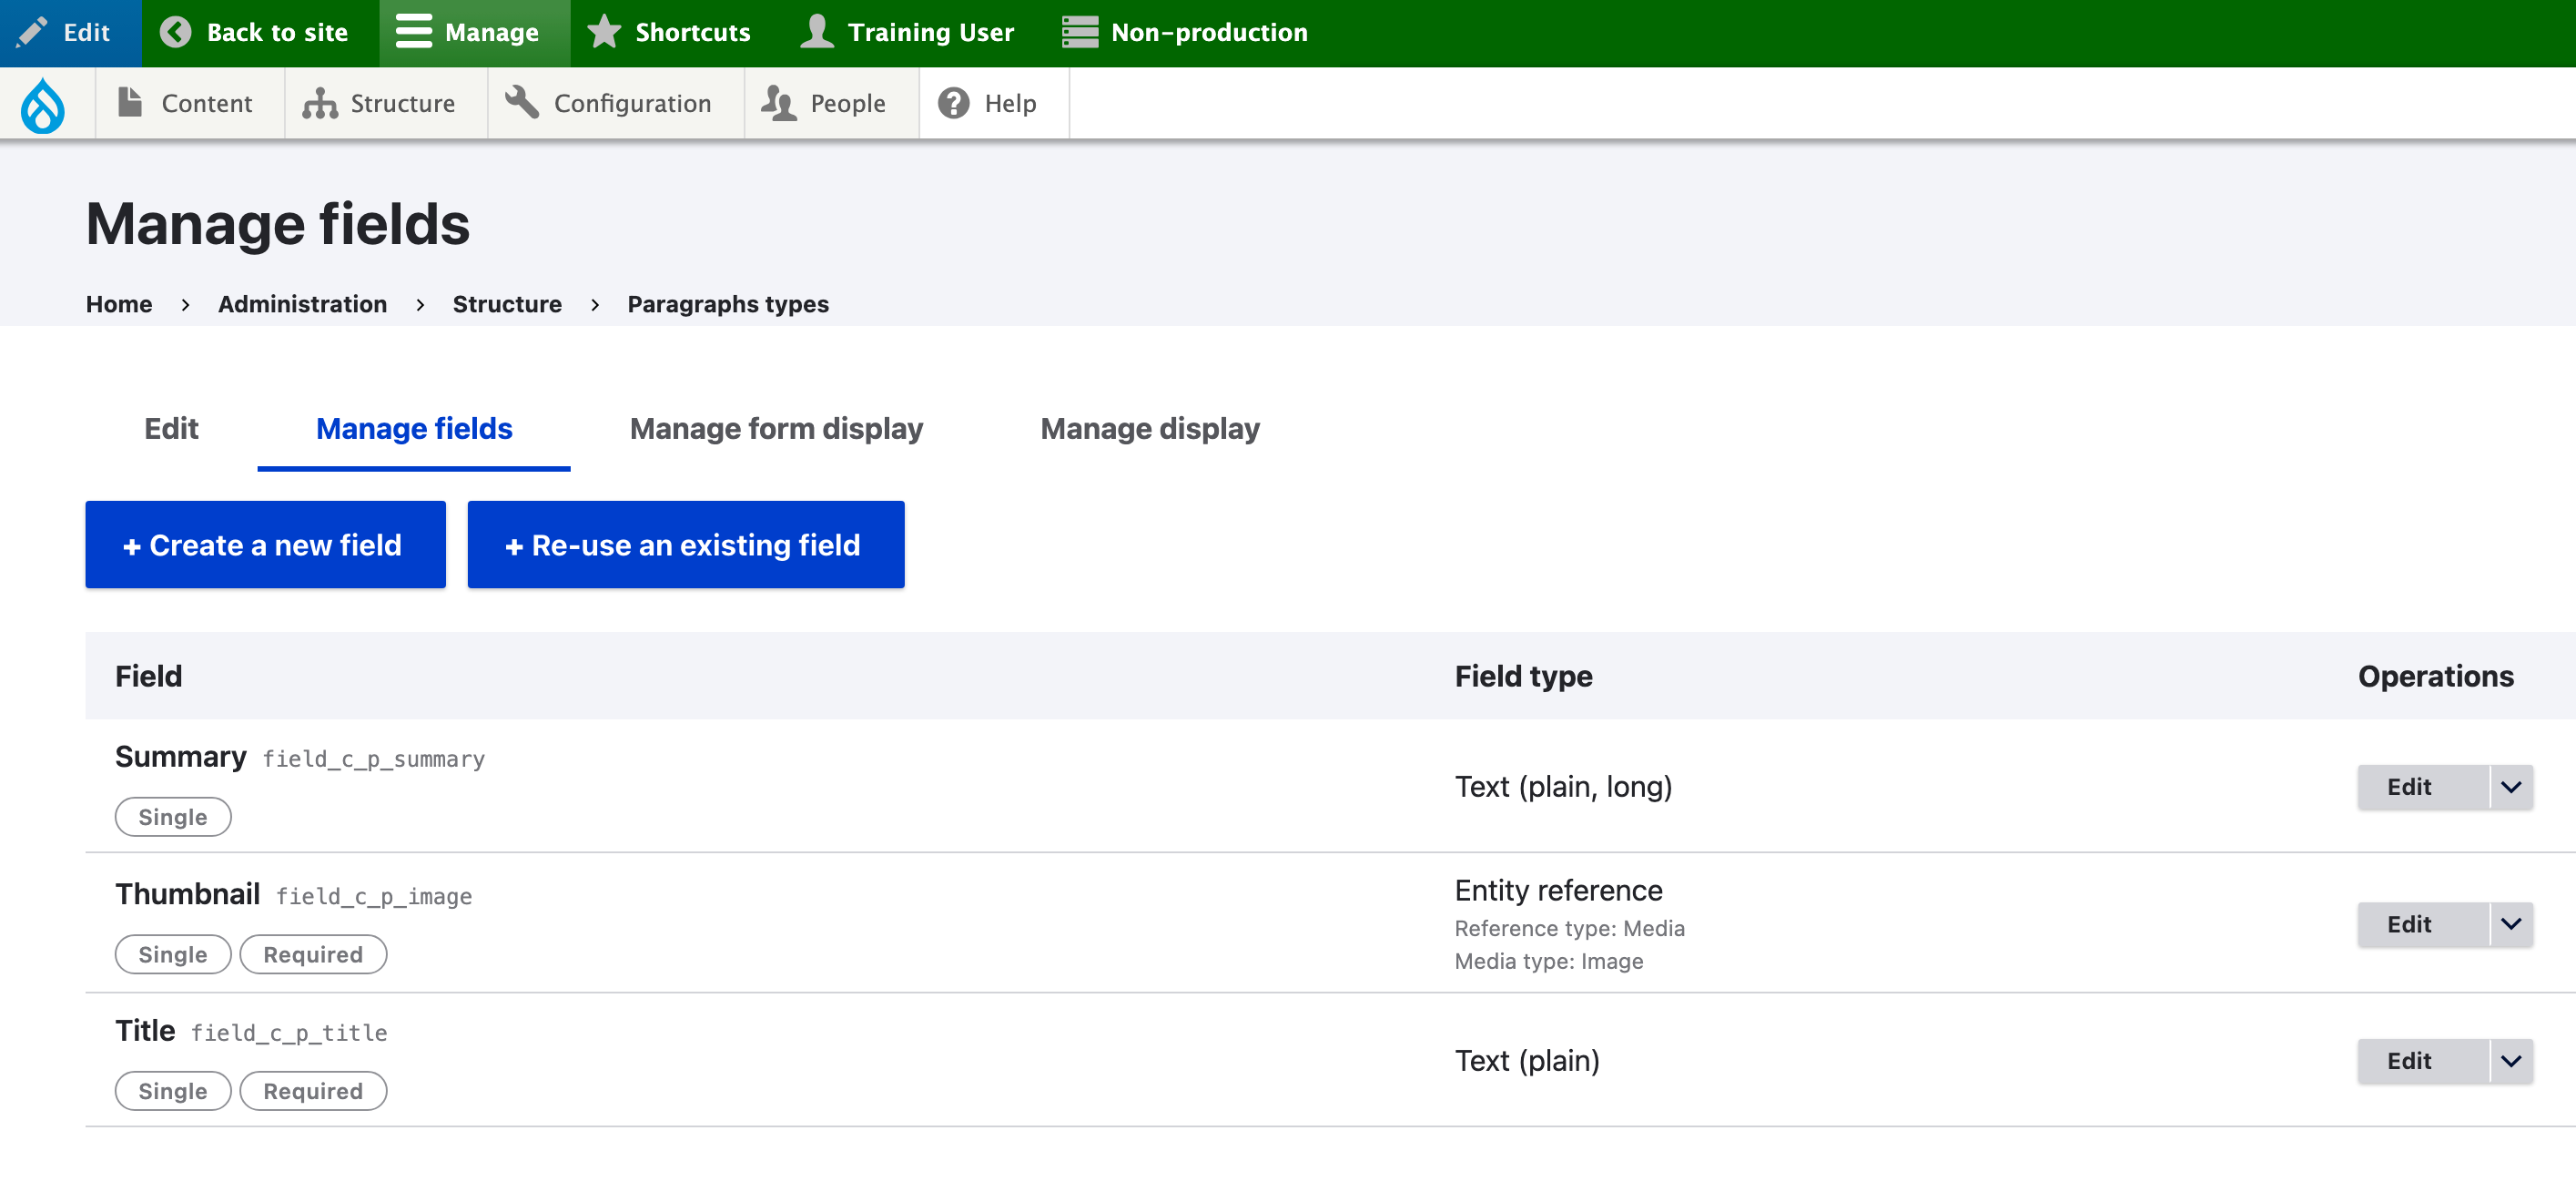 Edit Back to site Manage Shortcuts Training User Non-production
Content Structure Configuration People Help
Manage fields
Home › Administration › Structure › Paragraphs types
Edit Manage fields Manage form display Manage display
+ Create a new field + Re-use an existing field
Field Field type Operations
Summary field_c_p_summary
Single
Text (plain, long)
Edit
Thumbnail field_c_p_image
Single Required
Entity reference
Reference type: Media
Media type: Image
Edit
Title field_c_p_title
Single Required
Text (plain)
Edit